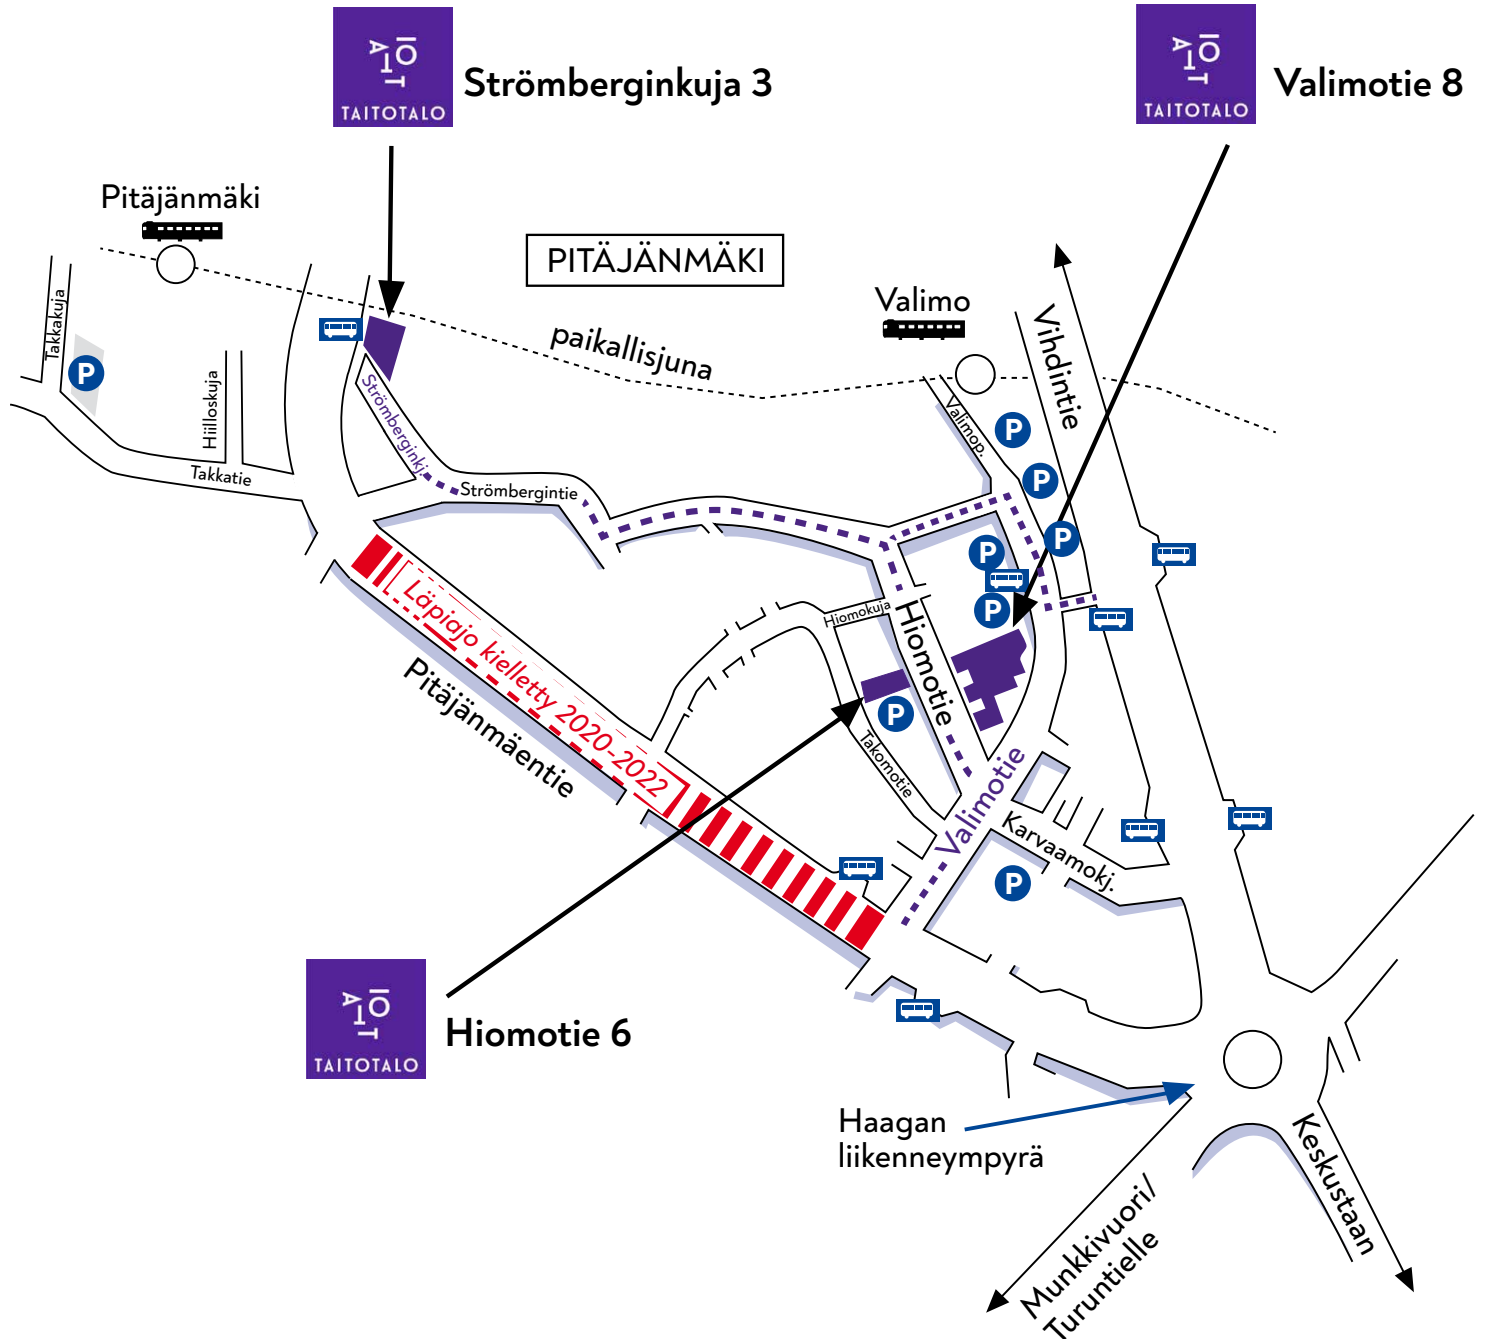 TAITOTALO
Strömberginkuja 3
TAITOTALO
Valimotie 8
Pitäjänmäki
PITÄJÄNMÄKI
Valimo
paikallisjuna
Vihdintie
Takkakuja
P
Hiilloskuja
Strömberginkj.
Valimop.
P
P
P
P
P
Takkatie
Strömbergintie
Hiomokuja
Hiomotie
P
Läpiajo kielletty 2020-2022
Pitäjänmäentie
Takomotie
Valimotie
Karvaamokj.
P
TAITOTALO
Hiomotie 6
Haagan
liikenneympyrä
Munkkivuori/
Turuntielle
Keskustaan